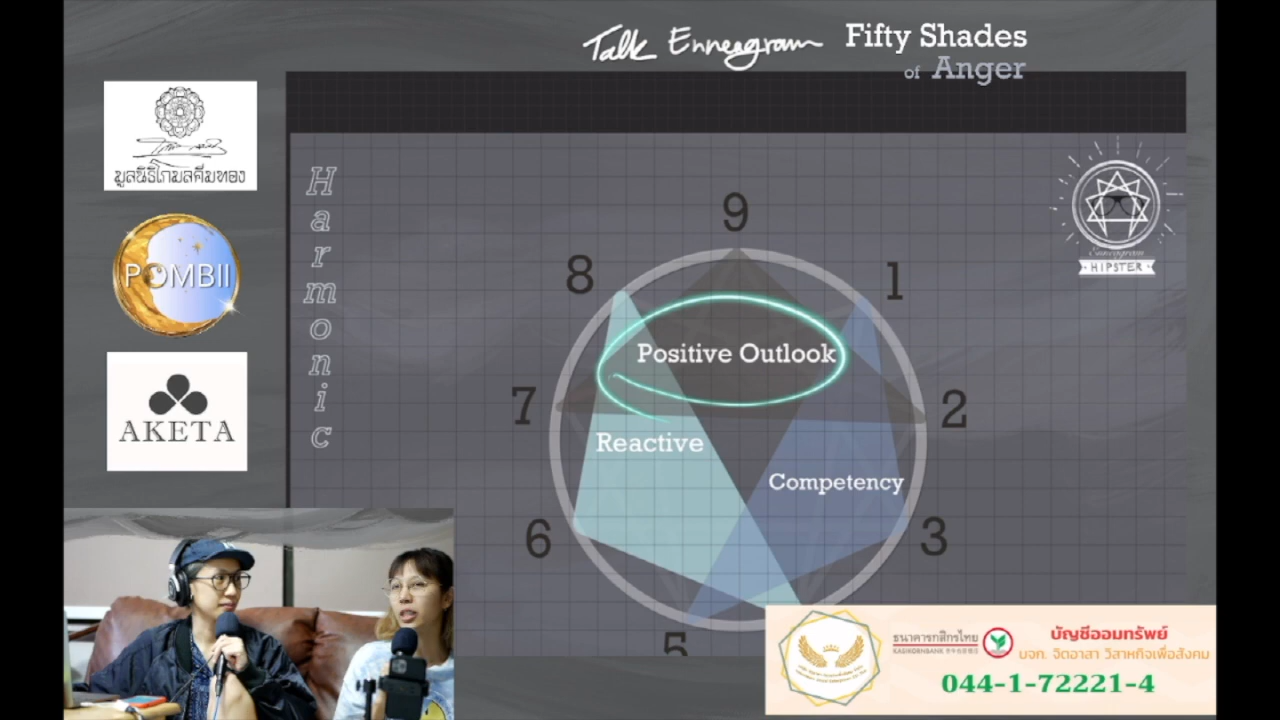 Talk Enneagram
Fifty Shades
of Anger
มูลนิธิโกมลคีมทอง
POMBII
AKETA
Harmonic
HIPSTER
9
8
1
Positive Outlook
7
2
Reactive
Competency
6
3
5
ธนาคารกสิกรไทย
KASIKORNBANK
บัญชีออมทรัพย์
มจก. จิตอาสา วิสาหกิจเพื่อสังคม
044-1-72221-4